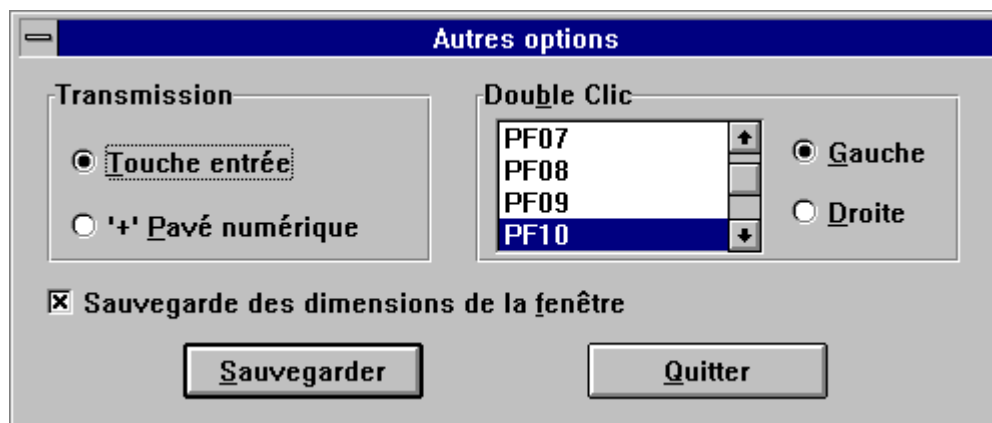 Autres options
Transmission
Touche entrée
'+' Pavé numérique
Double Clic
PF07
PF08
PF09
PF10
Gauche
Droite
Sauvegarde des dimensions de la fenêtre
Sauvegarder
Quitter